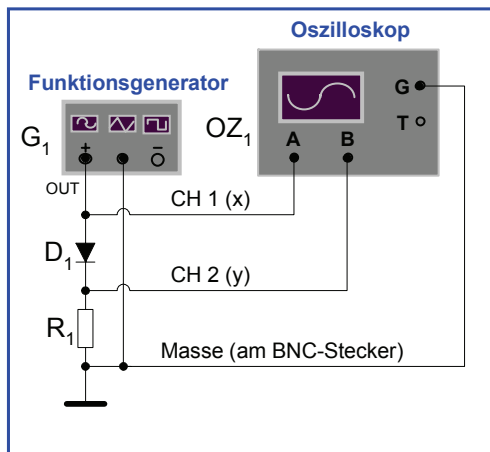 Oszilloskop
Funktionsgenerator
G
G₁
OZ₁
T
+
−
A
B
OUT
CH 1 (x)
D₁
CH 2 (y)
R₁
Masse (am BNC-Stecker)